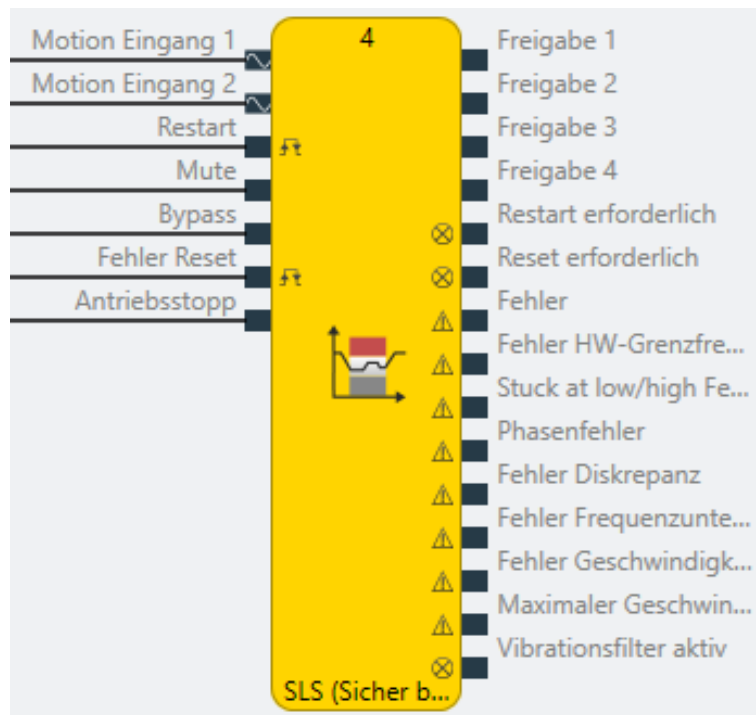 Motion Eingang 1
Motion Eingang 2
Restart
Mute
Bypass
Fehler Reset
Antriebsstopp
4
SLS (Sicher b...
Freigabe 1
Freigabe 2
Freigabe 3
Freigabe 4
Restart erforderlich
Reset erforderlich
Fehler
Fehler HW-Grenzfre...
Stuck at low/high Fe...
Phasenfehler
Fehler Diskrepanz
Fehler Frequenzunte...
Fehler Geschwindigk...
Maximaler Geschwin...
Vibrationsfilter aktiv